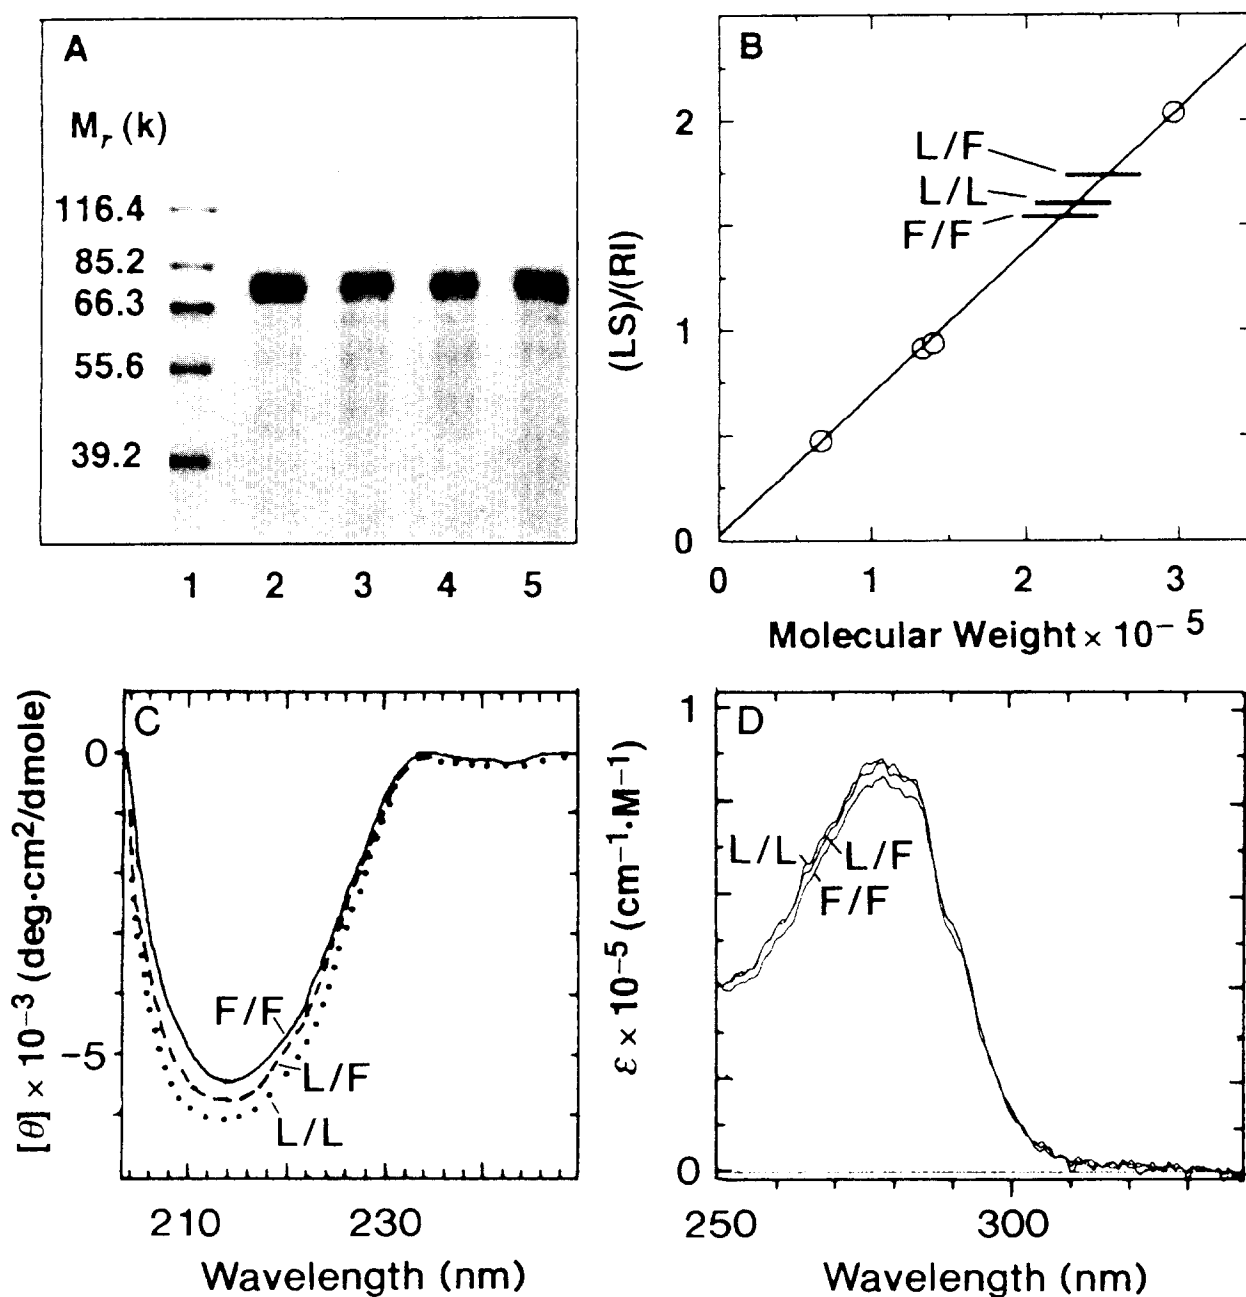 A
M_r (k)
116.4
85.2
66.3
55.6
39.2
1 2 3 4 5
B
2
1
0
L/F
L/L
F/F
(LS)/(RI)
0 1 2 3
Molecular Weight × 10⁻⁵
C
0
−5
F/F
L/F
L/L
[θ] × 10⁻³ (deg·cm²/dmole)
210 230
Wavelength (nm)
D
1
0
L/L
L/F
F/F
ε × 10⁻⁵ (cm⁻¹·M⁻¹)
250 300
Wavelength (nm)